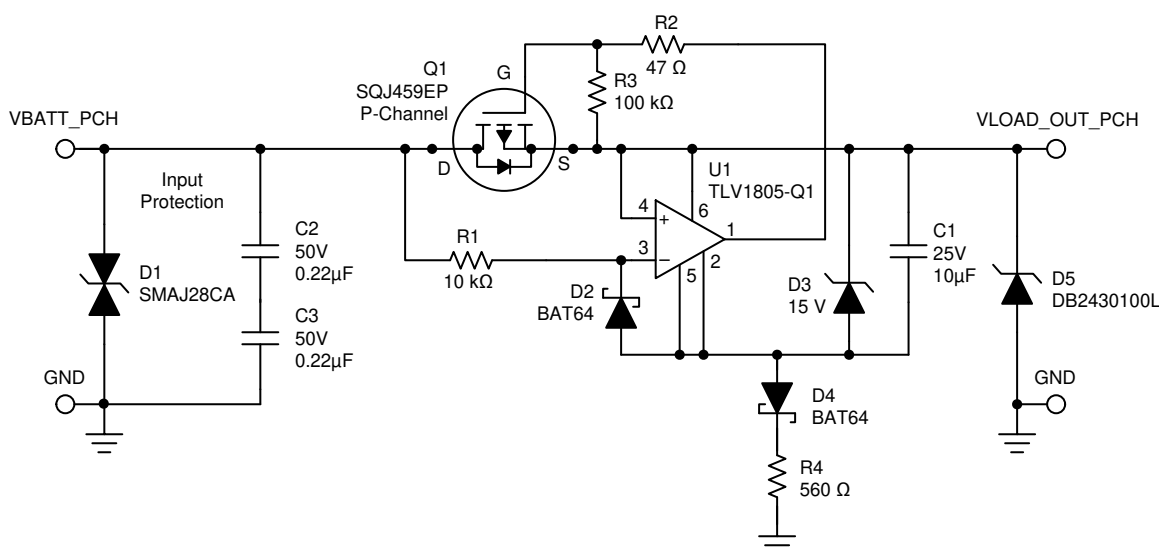 R2
47 Ω
Q1
SQJ459EP
P-Channel
G
R3
100 kΩ
VBATT_PCH
VLOAD_OUT_PCH
D
S
Input
Protection
U1
TLV1805-Q1
4
6
+
1
3
–
5
2
C2
50V
0.22µF
R1
10 kΩ
C1
25V
10µF
D1
SMAJ28CA
D2
BAT64
D3
15 V
D5
DB2430100L
C3
50V
0.22µF
GND
GND
D4
BAT64
R4
560 Ω